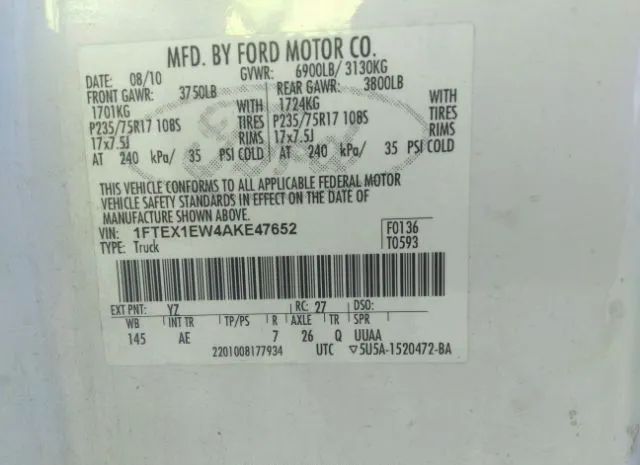 MFD. BY FORD MOTOR CO.
DATE: 08/10 GVWR: 6900LB/ 3130KG
FRONT GAWR: 3750LB REAR GAWR: 3800LB
1701KG WITH 1724KG WITH
P235/75R17 108S TIRES P235/75R17 108S TIRES
17x7.5J RIMS 17x7.5J RIMS
AT 240 kPa/ 35 PSI COLD AT 240 kPa/ 35 PSI COLD
THIS VEHICLE CONFORMS TO ALL APPLICABLE FEDERAL MOTOR
VEHICLE SAFETY STANDARDS IN EFFECT ON THE DATE OF
MANUFACTURE SHOWN ABOVE.
VIN: 1FTEX1EW4AKE47652 F0136
TYPE: Truck T0593
EXT PNT: YZ RC: 27 DSO:
WB INT TR TP/PS R AXLE TR SPR
145 AE 7 26 Q UUAA
2201008177934 UTC ▽5U5A-1520472-BA